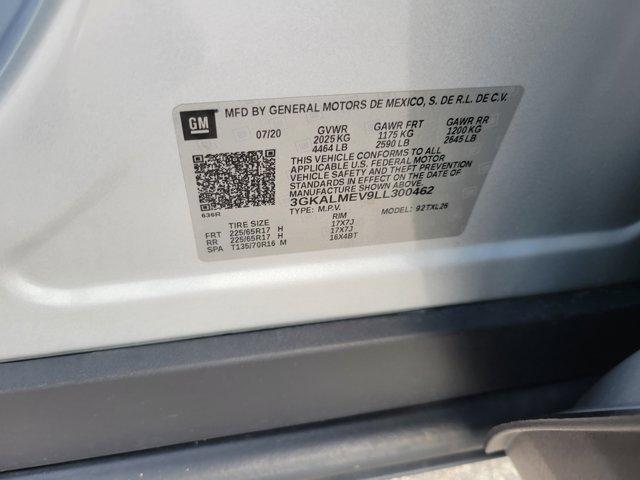 GM
MFD BY GENERAL MOTORS DE MEXICO, S. DE R.L. DE C.V.
07/20 GVWR GAWR FRT GAWR RR
2025 KG 1175 KG 1200 KG
4464 LB 2590 LB 2645 LB
THIS VEHICLE CONFORMS TO ALL
APPLICABLE U.S. FEDERAL MOTOR
VEHICLE SAFETY AND THEFT PREVENTION
STANDARDS IN EFFECT ON THE DATE OF
MANUFACTURE SHOWN ABOVE.
3GKALMEV9LL300462
636R TYPE: M.P.V. MODEL: 92TXL26
TIRE SIZE RIM
FRT 225/65R17 H 17X7J
RR 225/65R17 H 17X7J
SPA T135/70R16 M 16X4BT